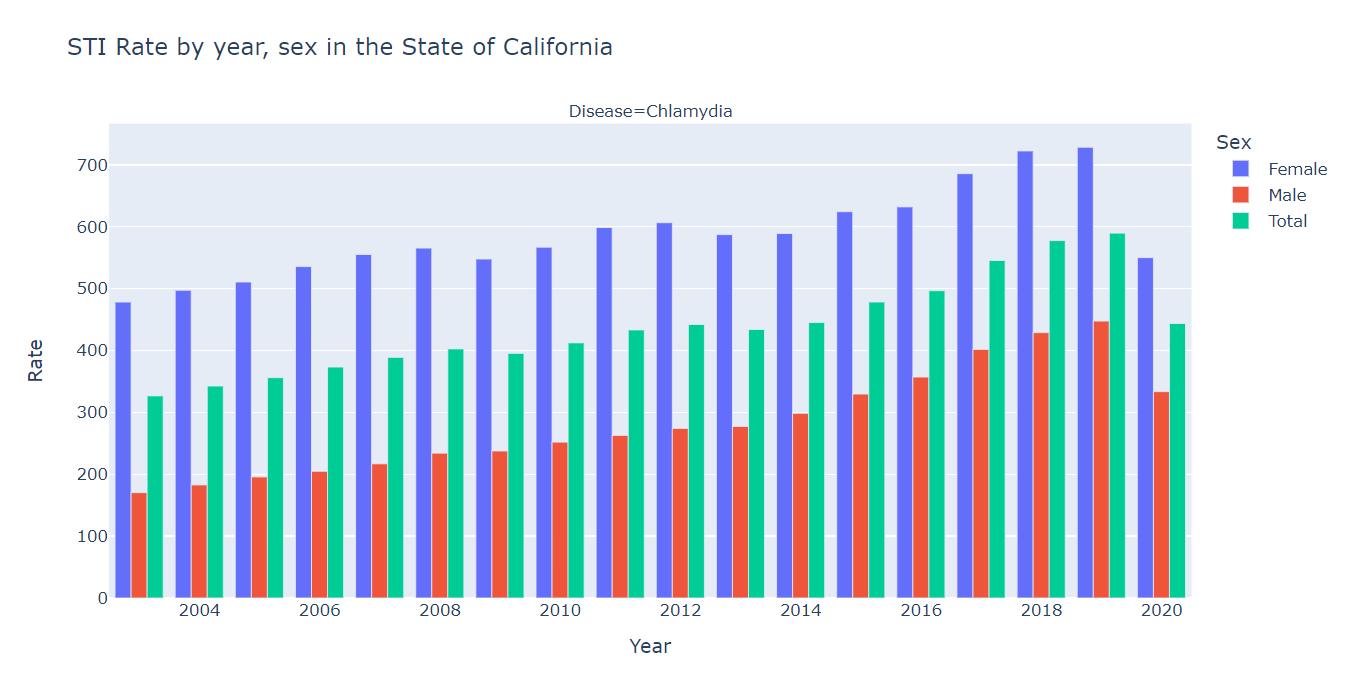 STI Rate by year, sex in the State of California
Disease=Chlamydia
Sex
Female
Male
Total
Rate
700
600
500
400
300
200
100
0
2004 2006 2008 2010 2012 2014 2016 2018 2020
Year